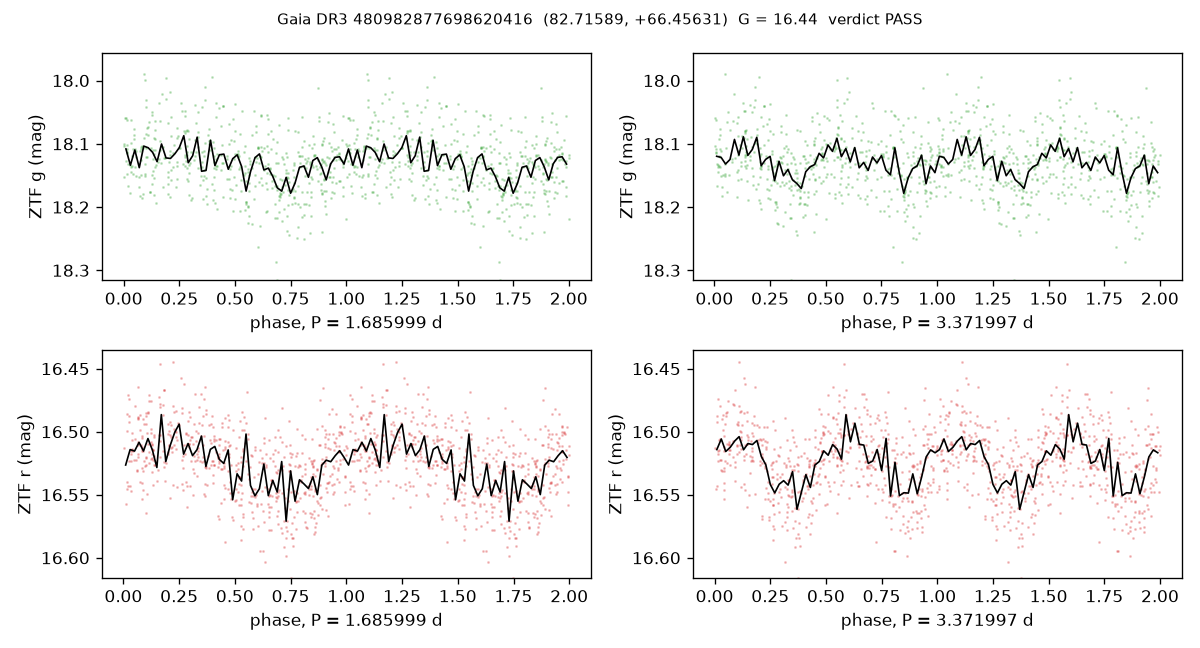 Gaia DR3 480982877698620416 (82.71589, +66.45631) G = 16.44 verdict PASS
ZTF g (mag)
18.0
18.1
18.2
18.3
0.00 0.25 0.50 0.75 1.00 1.25 1.50 1.75 2.00
phase, P = 1.685999 d
ZTF g (mag)
18.0
18.1
18.2
18.3
0.00 0.25 0.50 0.75 1.00 1.25 1.50 1.75 2.00
phase, P = 3.371997 d
ZTF r (mag)
16.45
16.50
16.55
16.60
0.00 0.25 0.50 0.75 1.00 1.25 1.50 1.75 2.00
phase, P = 1.685999 d
ZTF r (mag)
16.45
16.50
16.55
16.60
0.00 0.25 0.50 0.75 1.00 1.25 1.50 1.75 2.00
phase, P = 3.371997 d